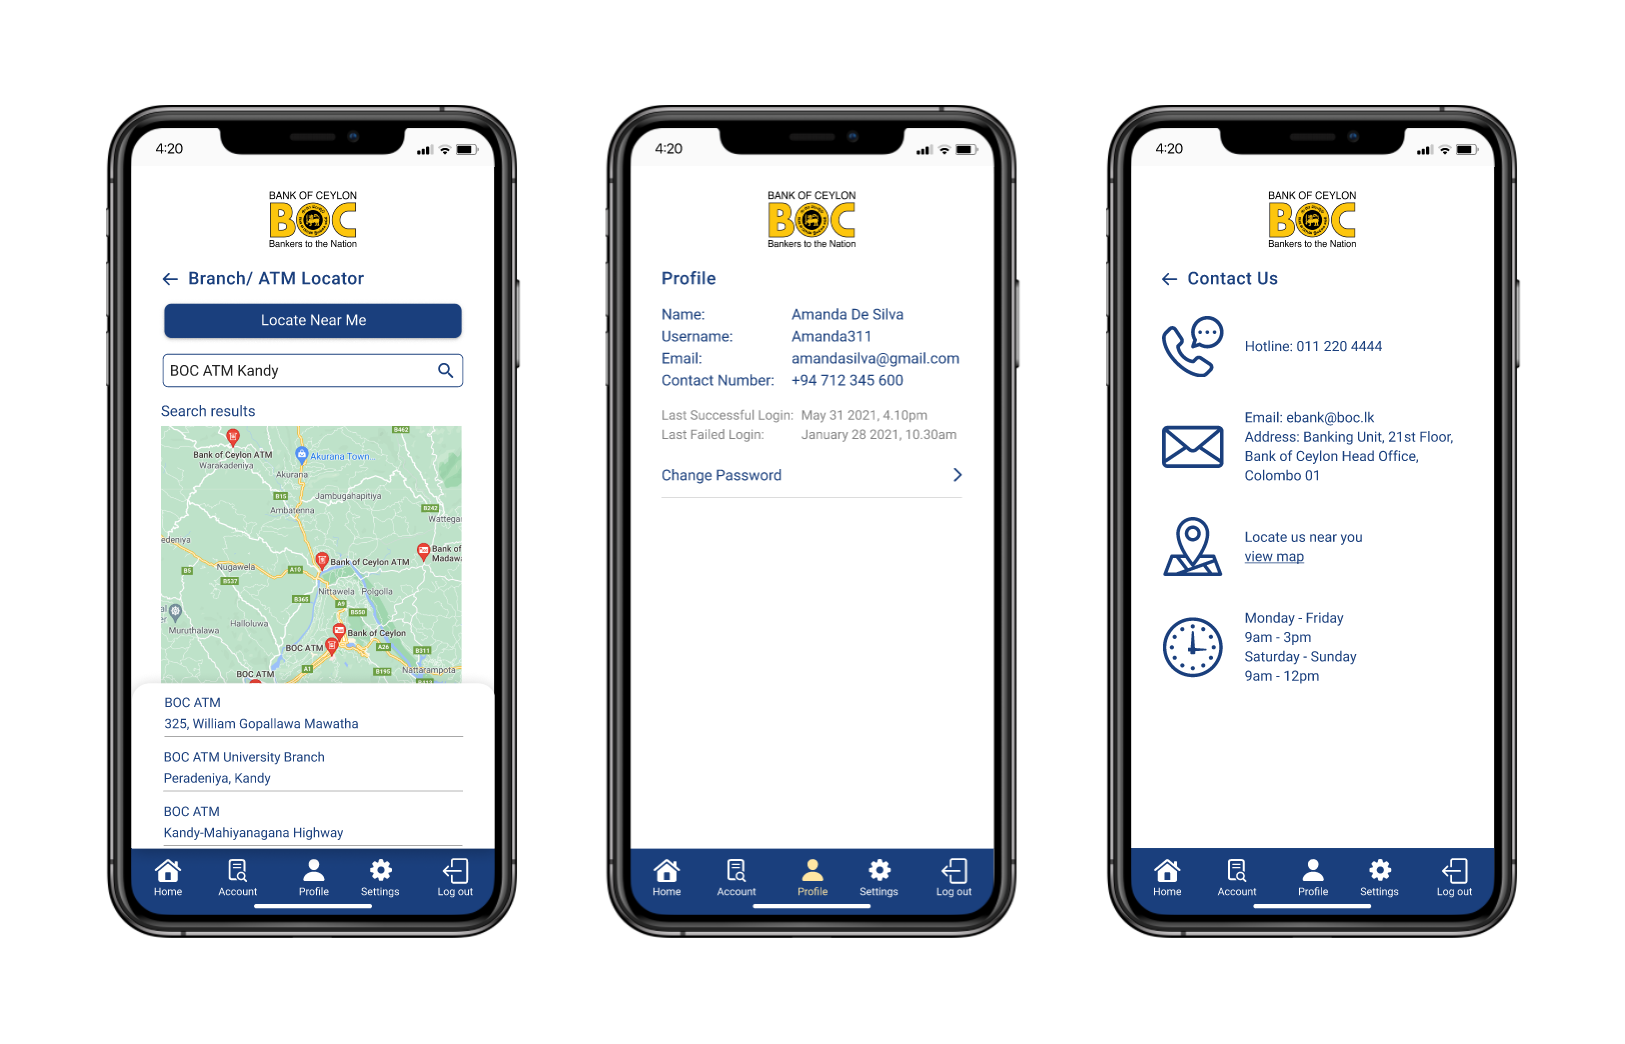 4:20
BANK OF CEYLON
BOC
Bankers to the Nation
Branch/ ATM Locator
Locate Near Me
BOC ATM Kandy
Search results
B462
Bank of Ceylon ATM
Warakadeniya
Akurana Town...
Akurana
B15
Jambugahapitiya
Ambatenna
B242
Wattega
edeniya
Bank of
Madawa
Bank of Ceylon ATM
B5
Nugawela
A10
B537
Nittawela
Polgolla
B365
A9
B550
al
er
Muruthalawa
Halloluwa
Bank of Ceylon
BOC ATM
A26
B311
A1
B195
Nattarampota
BOC ATM
BOC ATM
325, William Gopallawa Mawatha
BOC ATM University Branch
Peradeniya, Kandy
BOC ATM
Kandy-Mahiyanagana Highway
Home Account Profile Settings Log out
4:20
BANK OF CEYLON
BOC
Bankers to the Nation
Profile
Name: Amanda De Silva
Username: Amanda311
Email: amandasilva@gmail.com
Contact Number: +94 712 345 600
Last Successful Login: May 31 2021, 4.10pm
Last Failed Login: January 28 2021, 10.30am
Change Password
Home Account Profile Settings Log out
4:20
BANK OF CEYLON
BOC
Bankers to the Nation
Contact Us
Hotline: 011 220 4444
Email: ebank@boc.lk
Address: Banking Unit, 21st Floor,
Bank of Ceylon Head Office,
Colombo 01
Locate us near you
view map
Monday - Friday
9am - 3pm
Saturday - Sunday
9am - 12pm
Home Account Profile Settings Log out